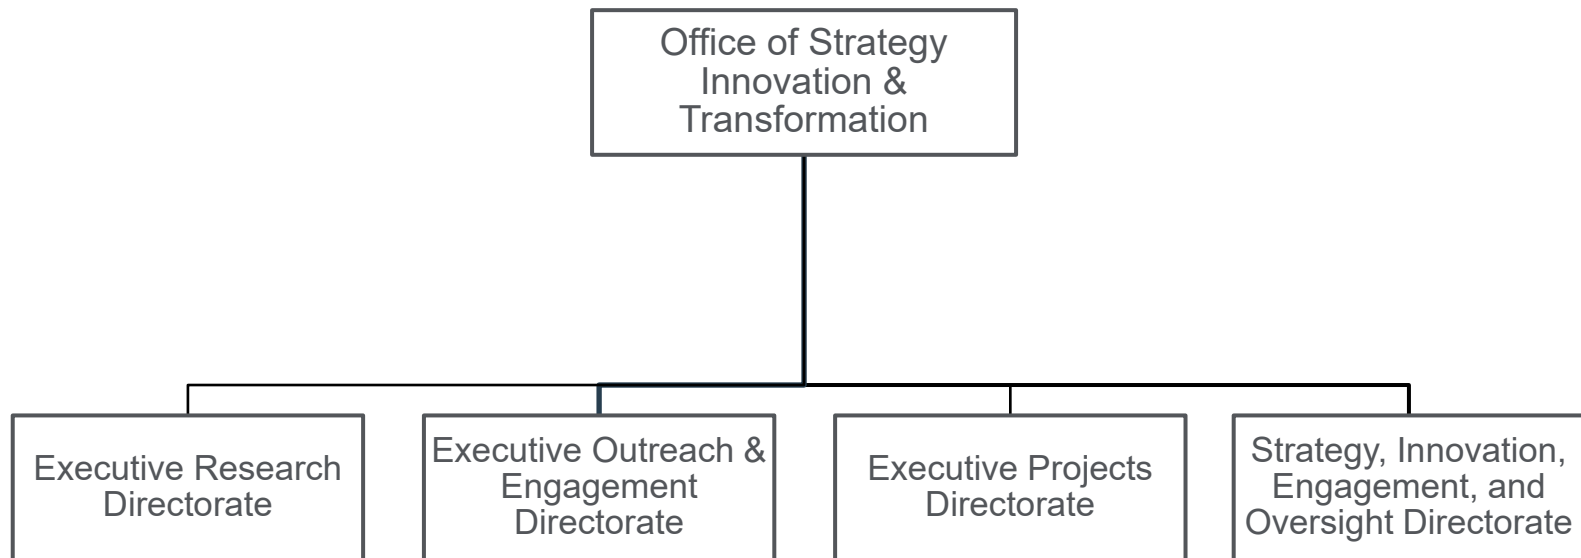 Office of Strategy
Innovation &
Transformation
Executive Research
Directorate
Executive Outreach &
Engagement
Directorate
Executive Projects
Directorate
Strategy, Innovation,
Engagement, and
Oversight Directorate